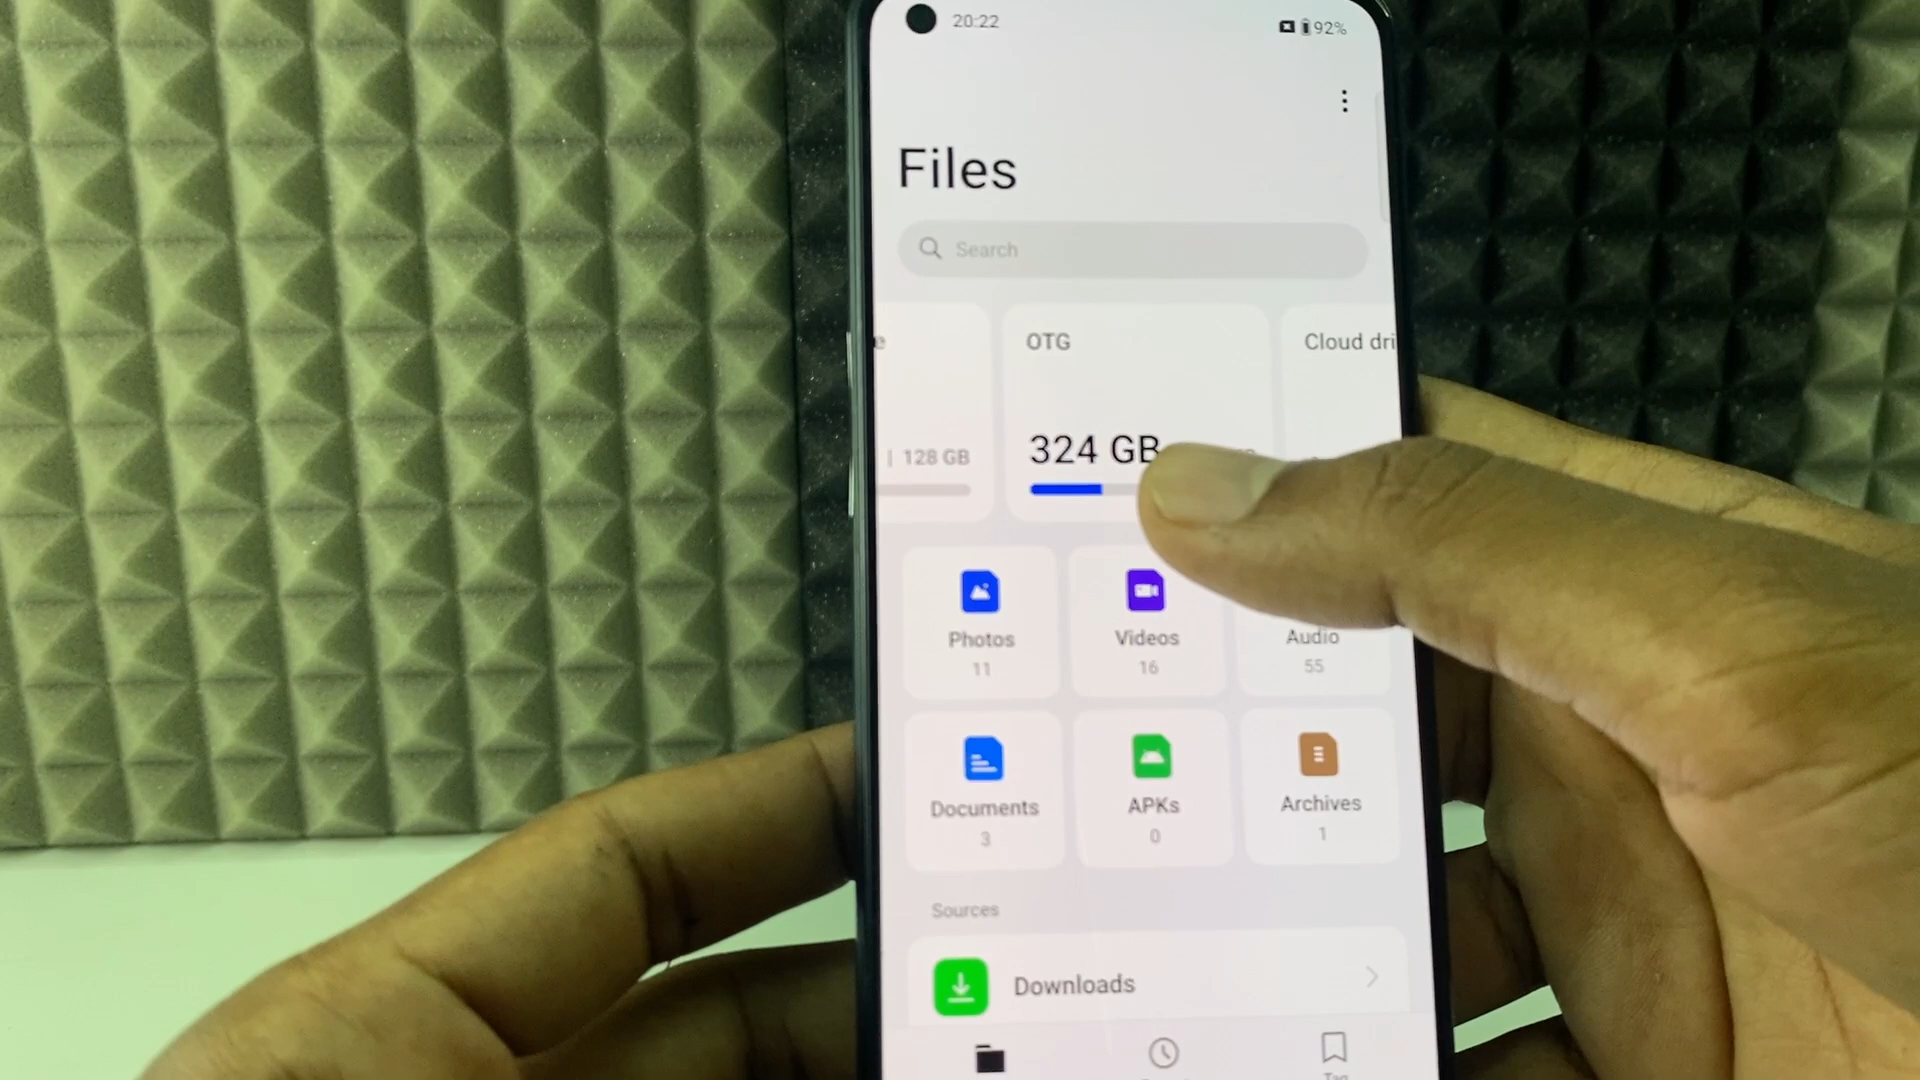 20:22
92%
Files
Search
e
OTG
Cloud dri
| 128 GB
324 GB
Photos
11
Videos
16
Audio
55
Documents
3
APKs
0
Archives
1
Sources
Downloads
Tag